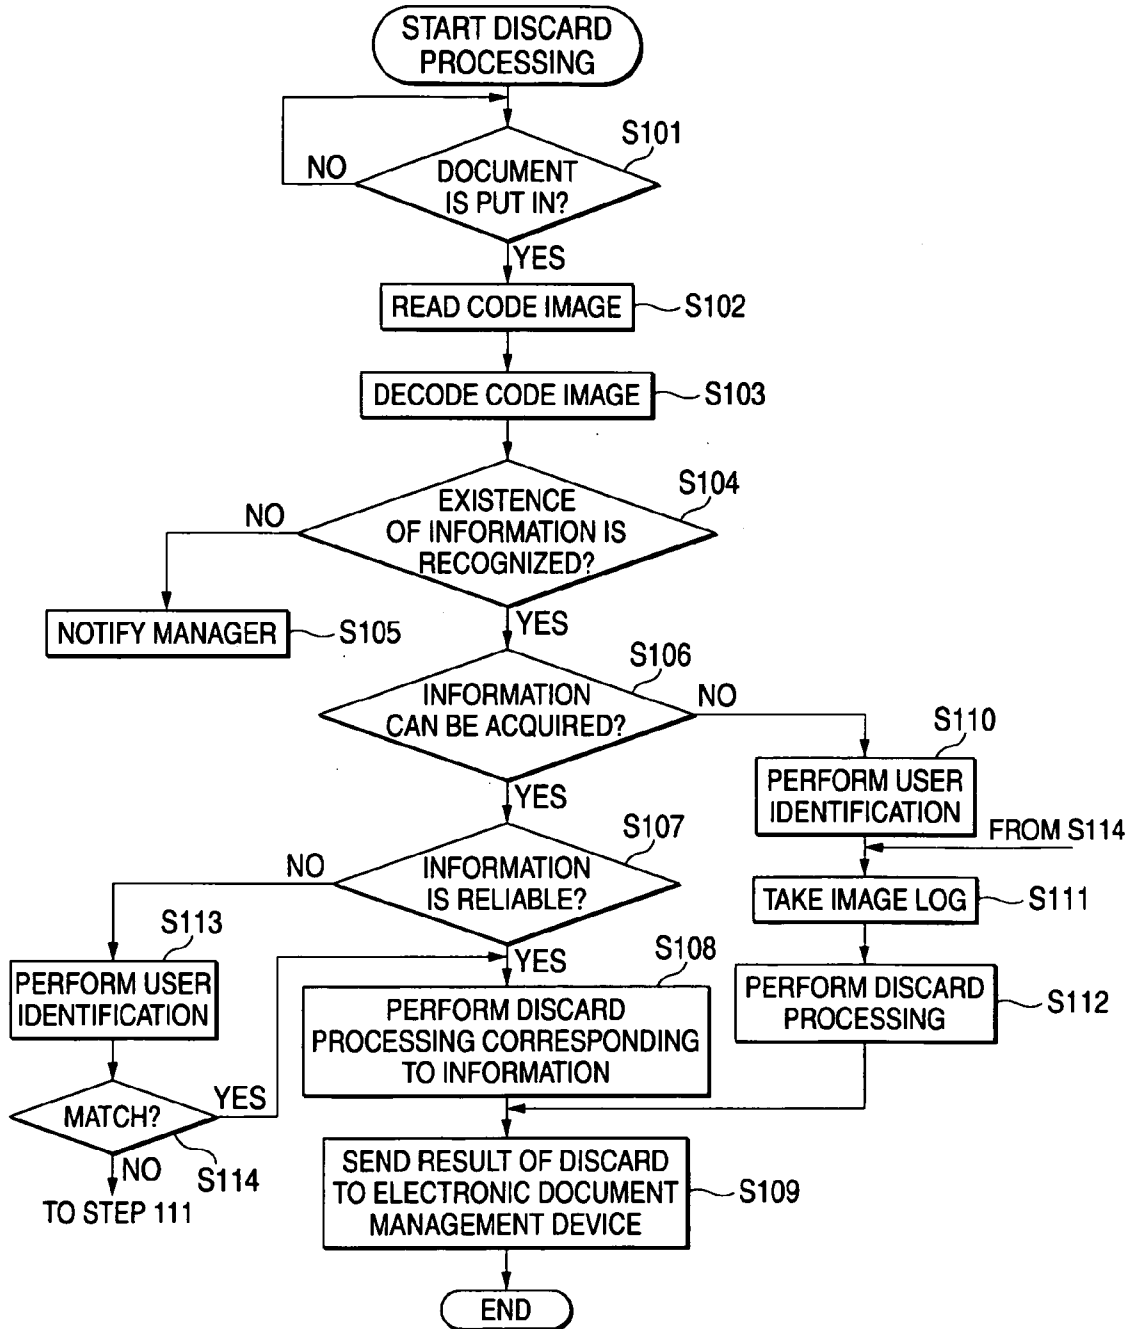 START DISCARD
PROCESSING
S101
NO
DOCUMENT
IS PUT IN?
YES
READ CODE IMAGE
S102
DECODE CODE IMAGE
S103
S104
NO
EXISTENCE
OF INFORMATION IS
RECOGNIZED?
YES
NOTIFY MANAGER
S105
S106
INFORMATION
CAN BE ACQUIRED?
NO
YES
S110
PERFORM USER
IDENTIFICATION
FROM S114
S107
NO
INFORMATION
IS RELIABLE?
YES
TAKE IMAGE LOG
S111
S113
PERFORM USER
IDENTIFICATION
S108
PERFORM DISCARD
PROCESSING CORRESPONDING
TO INFORMATION
PERFORM DISCARD
PROCESSING
S112
MATCH?
YES
S114
NO
TO STEP 111
SEND RESULT OF DISCARD
TO ELECTRONIC DOCUMENT
MANAGEMENT DEVICE
S109
END